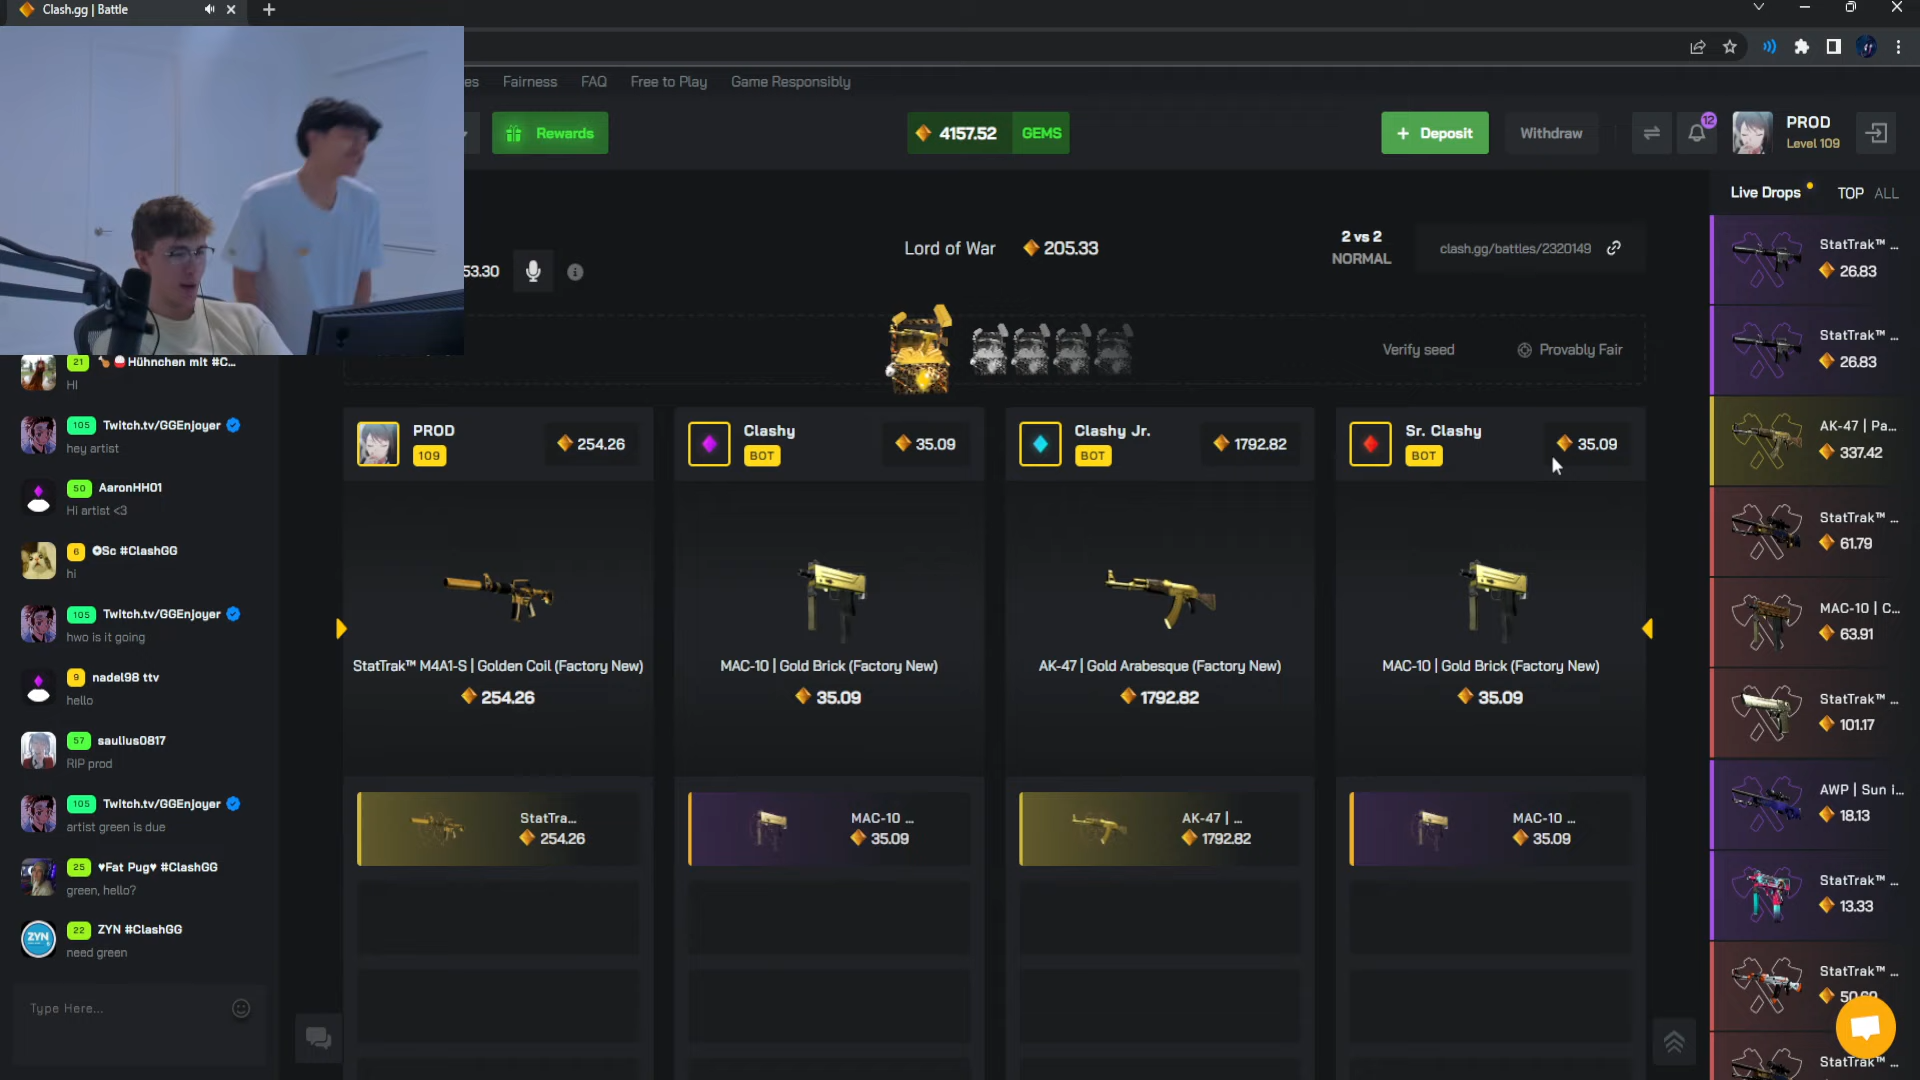 Clash.gg | Battle
es Fairness FAQ Free to Play Game Responsibly
Rewards
4157.52 GEMS
Deposit
Withdraw
12
PROD
Level 109
53.30
Lord of War 205.33
2 vs 2
NORMAL
clash.gg/battles/2320149
Verify seed
Provably Fair
PROD
109
254.26
Clashy
BOT
35.09
Clashy Jr.
BOT
1792.82
Sr. Clashy
BOT
35.09
StatTrak™ M4A1-S | Golden Coil (Factory New)
254.26
MAC-10 | Gold Brick (Factory New)
35.09
AK-47 | Gold Arabesque (Factory New)
1792.82
MAC-10 | Gold Brick (Factory New)
35.09
StatTra...
254.26
MAC-10 ...
35.09
AK-47 | ...
1792.82
MAC-10 ...
35.09
21 Hühnchen mit #C...
HI
105 Twitch.tv/GGEnjoyer
hey artist
50 AaronHH01
Hi artist <3
6 ✪Sc #ClashGG
hi
105 Twitch.tv/GGEnjoyer
hwo is it going
9 nadel98 ttv
hello
57 saulius0817
RIP prod
105 Twitch.tv/GGEnjoyer
artist green is due
25 ♥Fat Pug♥ #ClashGG
green, hello?
ZYN
22 ZYN #ClashGG
need green
Type Here...
Live Drops TOP ALL
StatTrak™ ...
26.83
StatTrak™ ...
26.83
AK-47 | Pa...
337.42
StatTrak™ ...
61.79
MAC-10 | C...
63.91
StatTrak™ ...
101.17
AWP | Sun i...
18.13
StatTrak™ ...
13.33
StatTrak™ ...
StatTrak™ ...